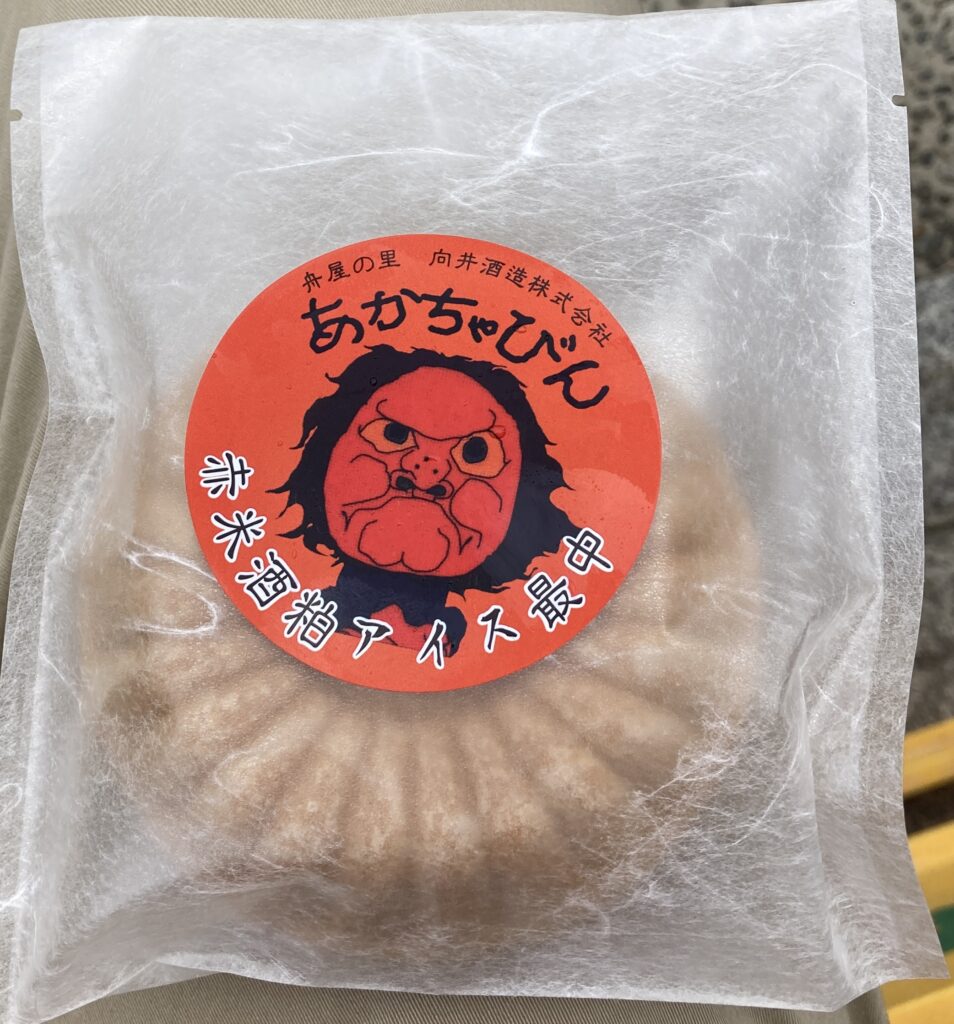 舟屋の里 向井酒造株式会社
あかちゃびん
赤米酒粕アイス最中